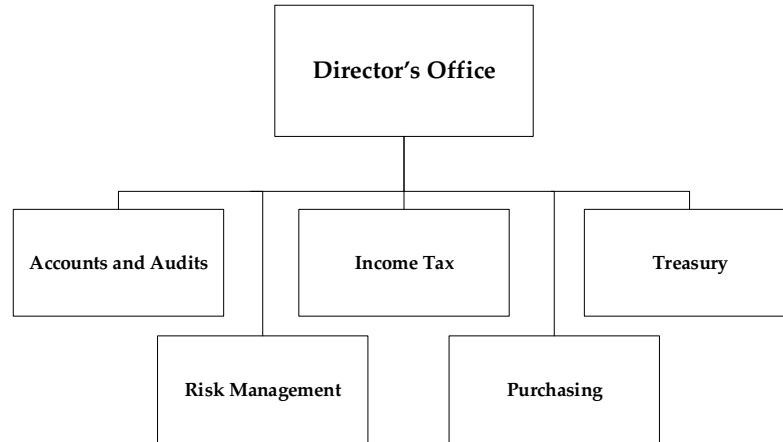 Director’s Office
Accounts and Audits
Income Tax
Treasury
Risk Management
Purchasing